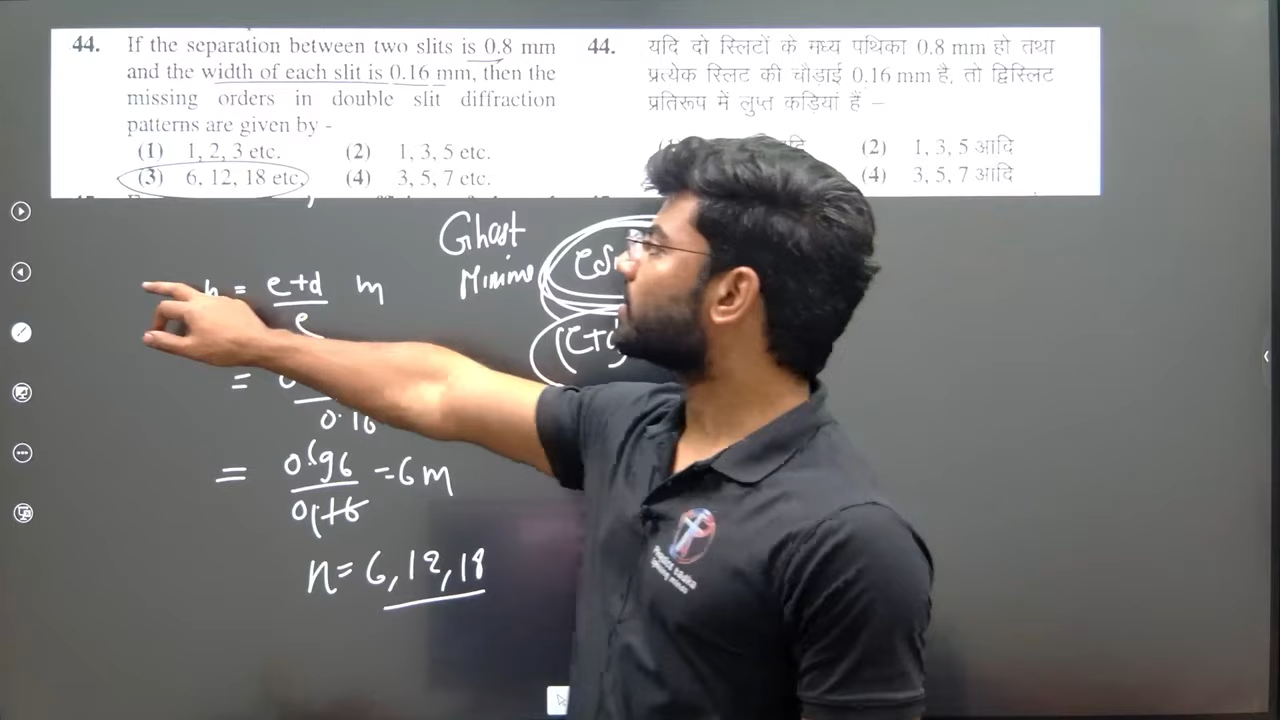 44. If the separation between two slits is 0.8 mm
and the width of each slit is 0.16 mm, then the
missing orders in double slit diffraction
patterns are given by -
(1) 1, 2, 3 etc. (2) 1, 3, 5 etc.
(3) 6, 12, 18 etc. (4) 3, 5, 7 etc.
44. यदि दो स्लिटों के मध्य पथिका 0.8 mm हो तथा
प्रत्येक स्लिट की चौड़ाई 0.16 mm है, तो द्विस्लिट
प्रतिरूप में लुप्त कड़ियां हैं –
(2) 1, 3, 5 आदि
(4) 3, 5, 7 आदि
Ghost
Minima
= e+d m
e
(e+d)
=
0.16
= 0.96 = 6m
0.16
n = 6, 12, 18
Physics Sadika